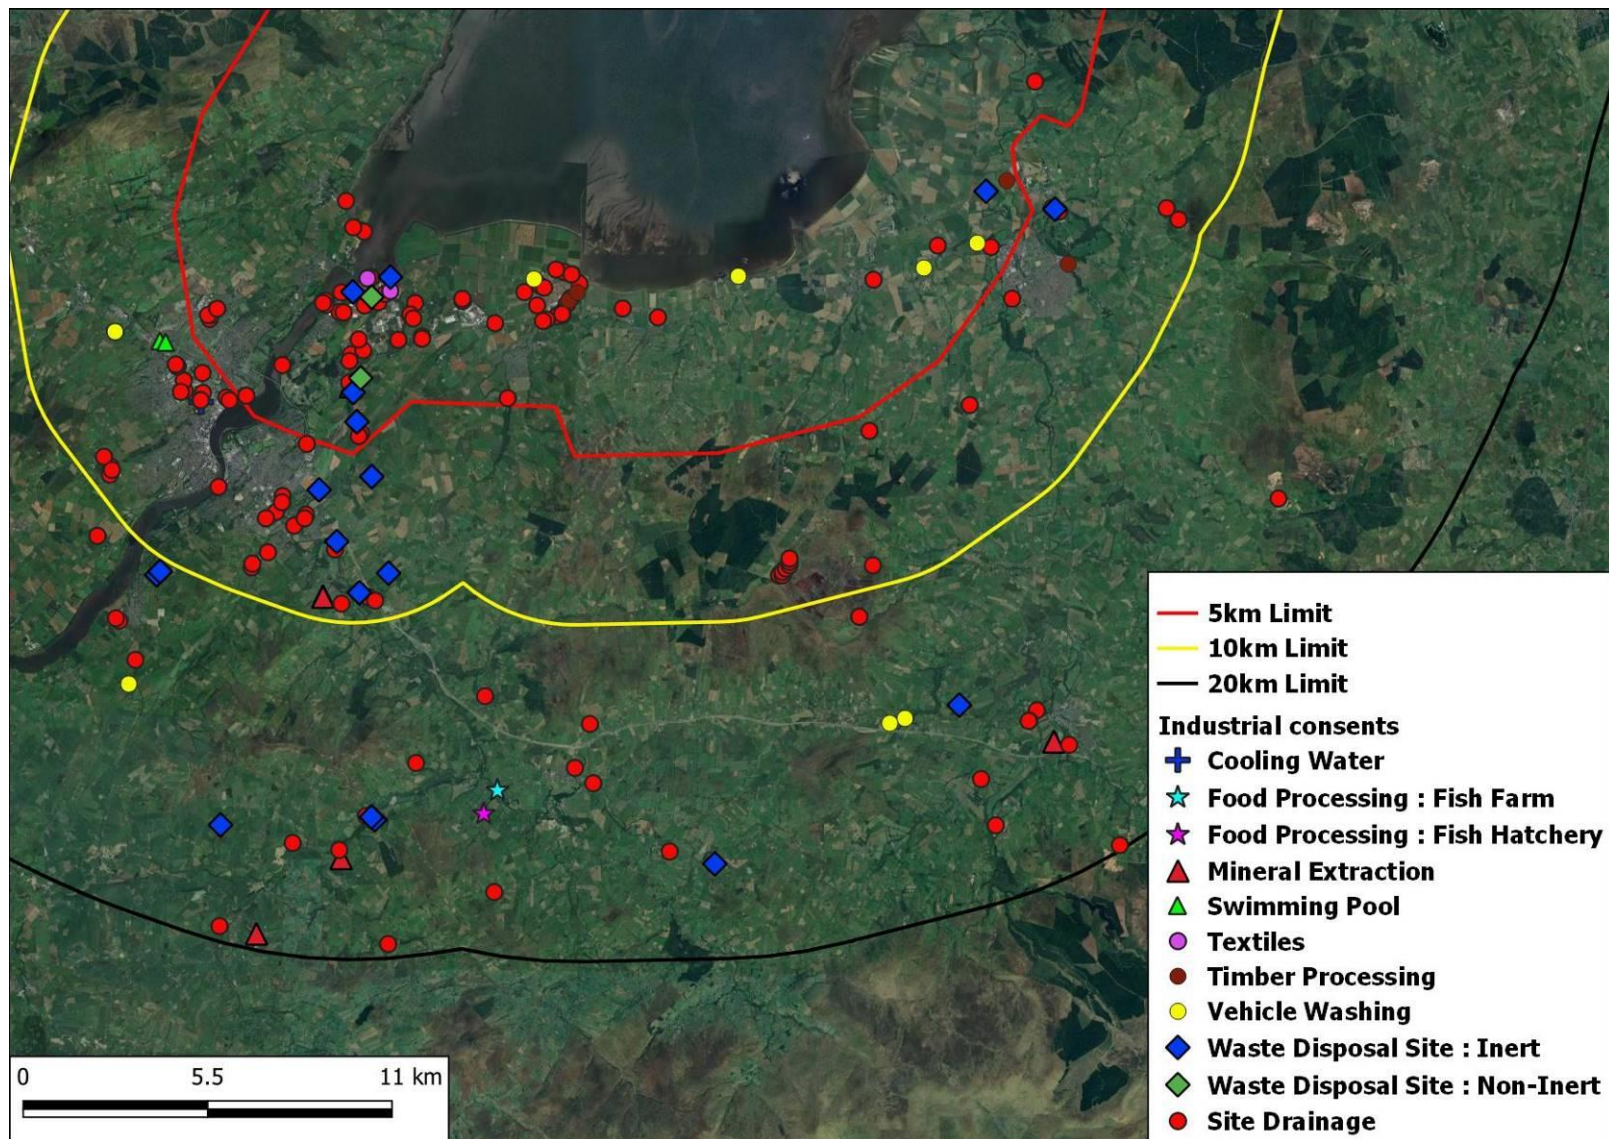 5km Limit
10km Limit
20km Limit
Industrial consents
Cooling Water
Food Processing : Fish Farm
Food Processing : Fish Hatchery
Mineral Extraction
Swimming Pool
Textiles
Timber Processing
Vehicle Washing
Waste Disposal Site : Inert
Waste Disposal Site : Non-Inert
Site Drainage
0 5.5 11 km